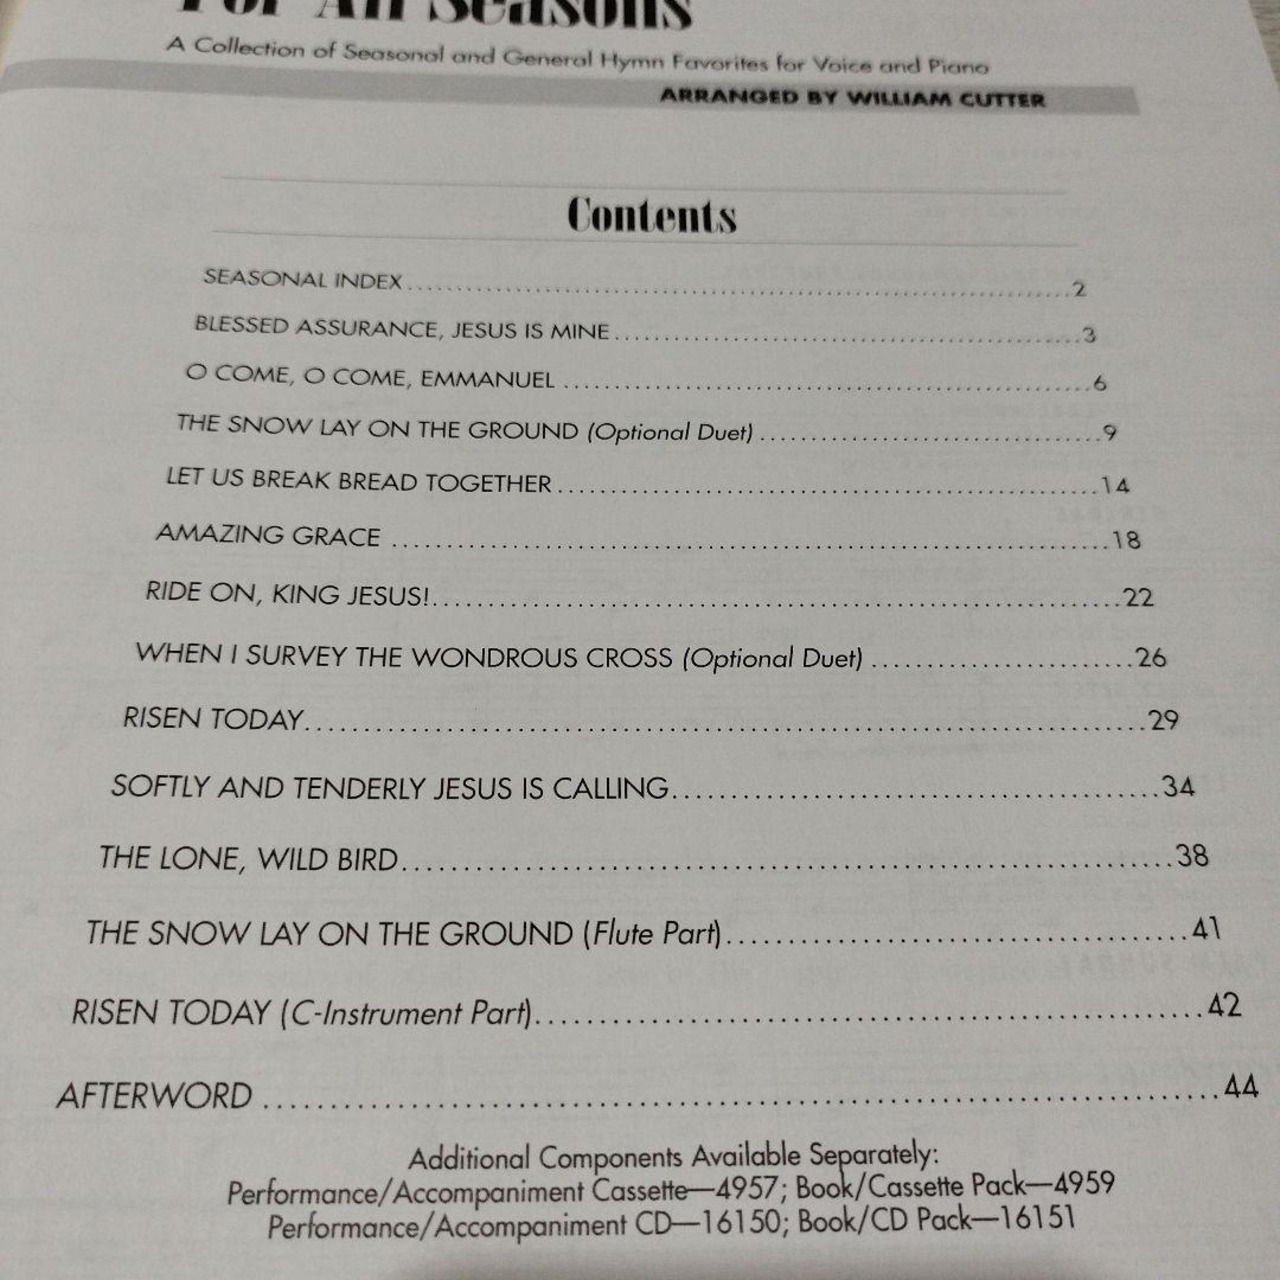 For All Seasons
A Collection of Seasonal and General Hymn Favorites for Voice and Piano
ARRANGED BY WILLIAM CUTTER
Contents
SEASONAL INDEX 2
BLESSED ASSURANCE, JESUS IS MINE 3
O COME, O COME, EMMANUEL 6
THE SNOW LAY ON THE GROUND (Optional Duet) 9
LET US BREAK BREAD TOGETHER 14
AMAZING GRACE 18
RIDE ON, KING JESUS! 22
WHEN I SURVEY THE WONDROUS CROSS (Optional Duet) 26
RISEN TODAY 29
SOFTLY AND TENDERLY JESUS IS CALLING 34
THE LONE, WILD BIRD 38
THE SNOW LAY ON THE GROUND (Flute Part) 41
RISEN TODAY (C-Instrument Part) 42
AFTERWORD 44
Additional Components Available Separately:
Performance/Accompaniment Cassette—4957; Book/Cassette Pack—4959
Performance/Accompaniment CD—16150; Book/CD Pack—16151